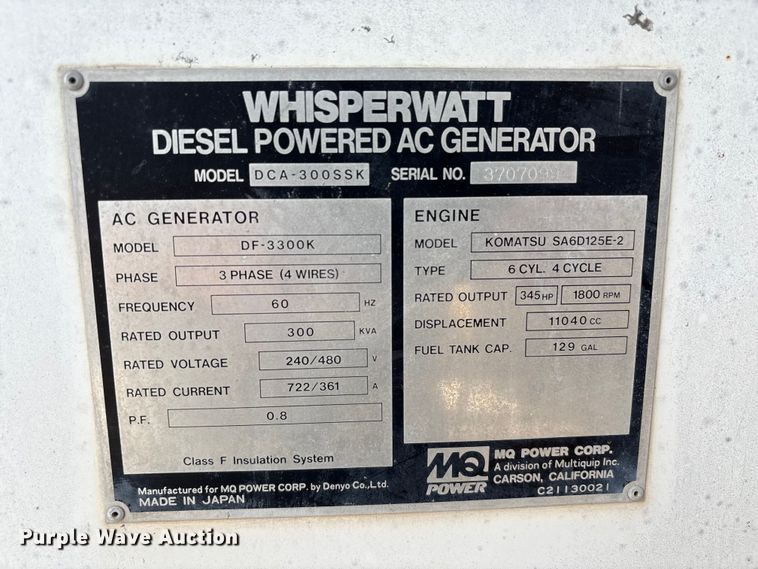 WHISPERWATT
DIESEL POWERED AC GENERATOR
MODEL DCA-300SSK SERIAL NO.
AC GENERATOR
MODEL DF-3300K
PHASE 3 PHASE (4 WIRES)
FREQUENCY 60 HZ
RATED OUTPUT 300 KVA
RATED VOLTAGE 240/480 V
RATED CURRENT 722/361 A
P.F. 0.8
Class F Insulation System
Manufactured for MQ POWER CORP. by Denyo Co., Ltd.
MADE IN JAPAN
ENGINE
MODEL KOMATSU SA6D125E-2
TYPE 6 CYL. 4 CYCLE
RATED OUTPUT 345 HP 1800 RPM
DISPLACEMENT 11040 CC
FUEL TANK CAP. 129 GAL
MQ POWER
MQ POWER CORP.
A division of Multiquip Inc.
CARSON, CALIFORNIA
C21130021
Purple Wave Auction